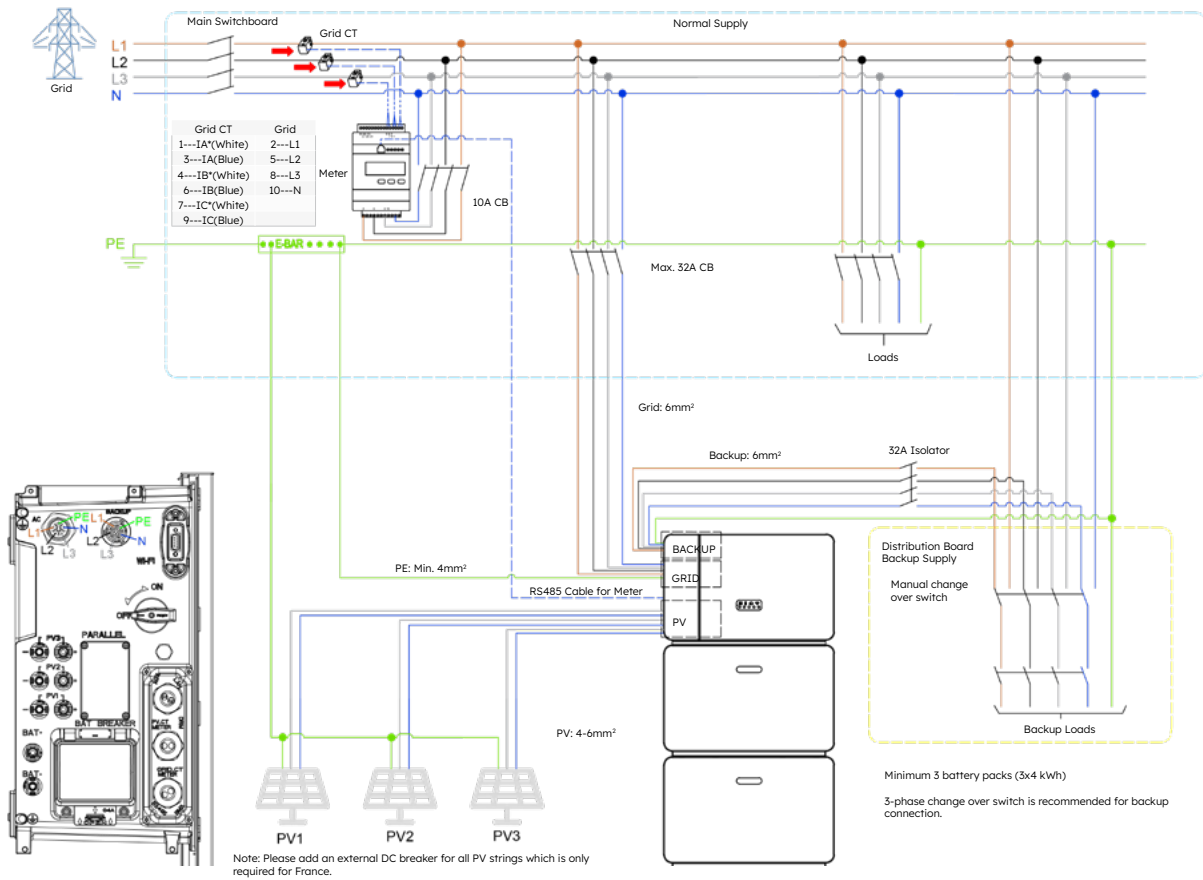 Main Switchboard
Normal Supply
Grid CT
L1
L2
L3
N
Grid
Grid CT Grid
1---IA*(White) 2---L1
3---IA(Blue) 5---L2
4---IB*(White) 8---L3
6---IB(Blue) 10---N
7---IC*(White)
9---IC(Blue)
Meter
10A CB
PE
E-BAR
Max. 32A CB
Loads
Grid: 6mm²
Backup: 6mm²
32A Isolator
AC
L1
PE
N
L2
L3
BACKUP
L1
PE
L2
N
L3
WI-FI
ON
OFF
PARALLEL
PV3
PV2
PV1
BAT BREAKER
BAT+
BAT-
BACKUP
GRID
PV
PE: Min. 4mm²
RS485 Cable for Meter
Distribution Board
Backup Supply
Manual change
over switch
Backup Loads
PV: 4-6mm²
PV1
PV2
PV3
Minimum 3 battery packs (3x4 kWh)
3-phase change over switch is recommended for backup
connection.
Note: Please add an external DC breaker for all PV strings which is only
required for France.